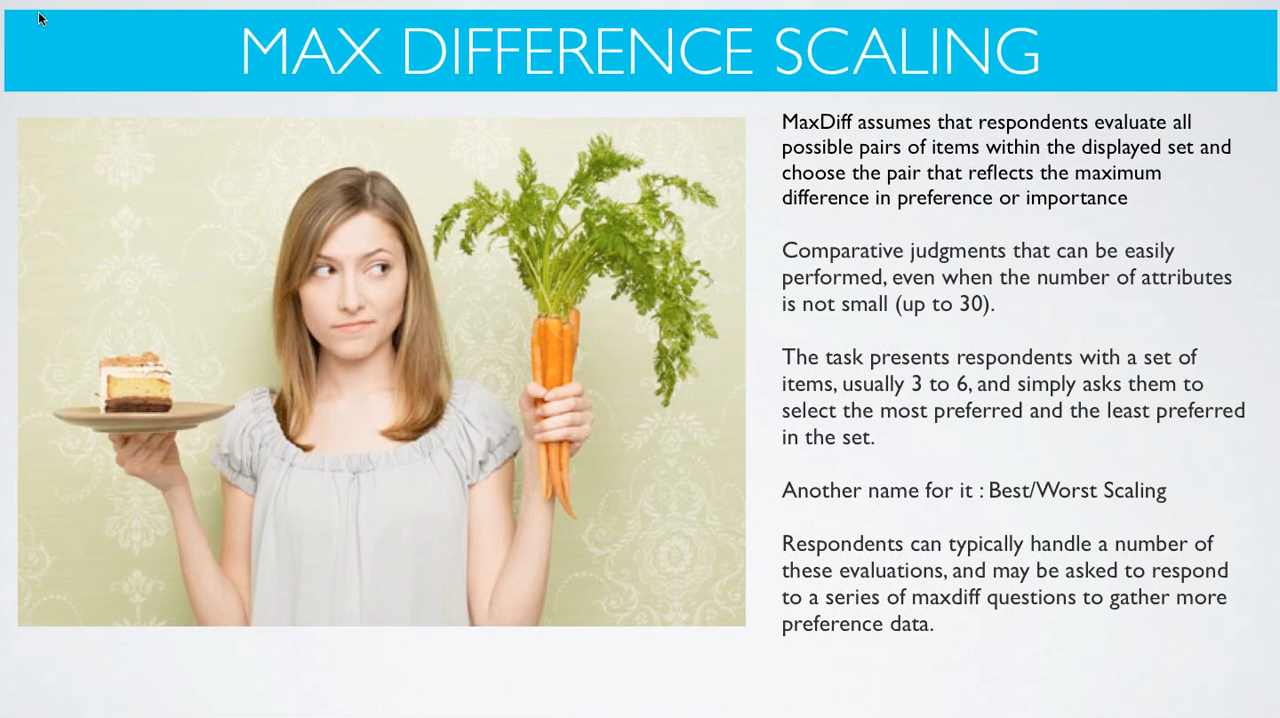 MAX DIFFERENCE SCALING
MaxDiff assumes that respondents evaluate all
possible pairs of items within the displayed set and
choose the pair that reflects the maximum
difference in preference or importance
Comparative judgments that can be easily
performed, even when the number of attributes
is not small (up to 30).
The task presents respondents with a set of
items, usually 3 to 6, and simply asks them to
select the most preferred and the least preferred
in the set.
Another name for it : Best/Worst Scaling
Respondents can typically handle a number of
these evaluations, and may be asked to respond
to a series of maxdiff questions to gather more
preference data.